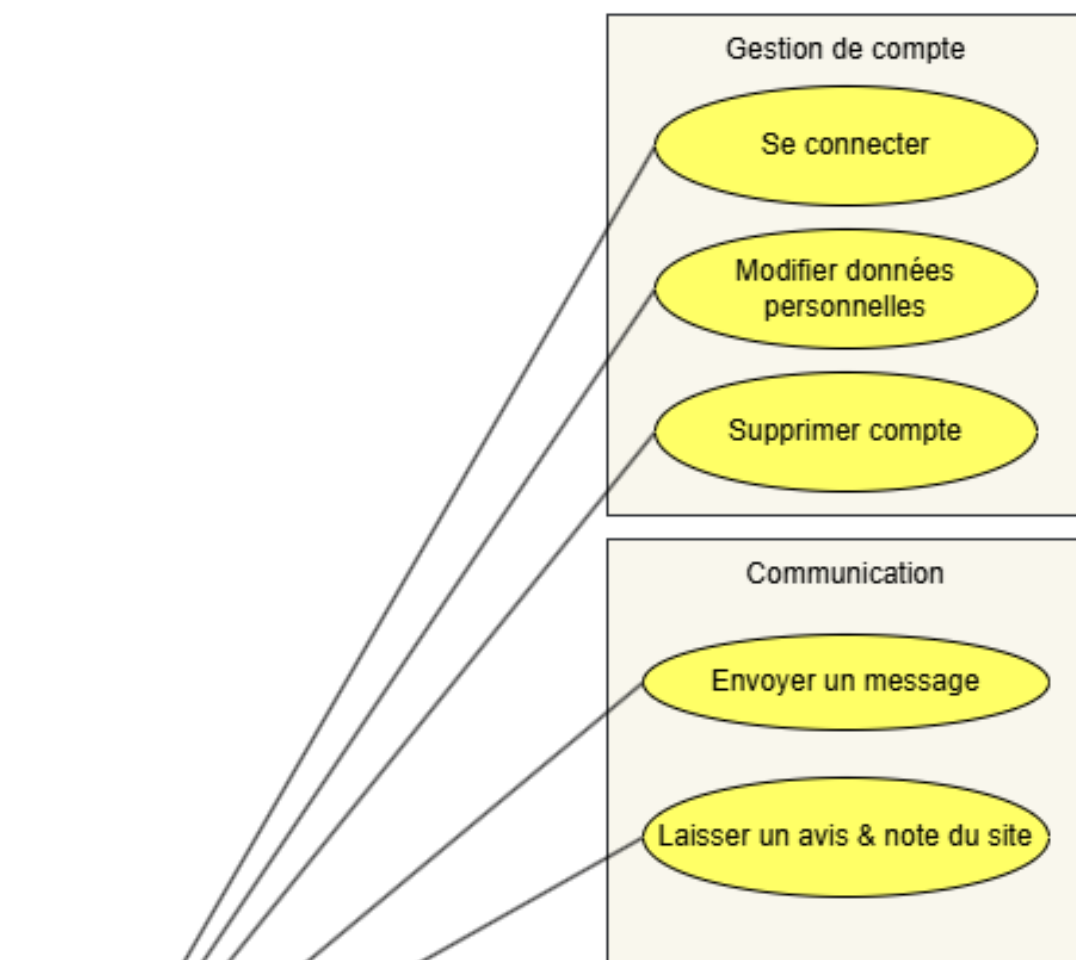 Gestion de compte
Se connecter
Modifier données
personnelles
Supprimer compte
Communication
Envoyer un message
Laisser un avis & note du site